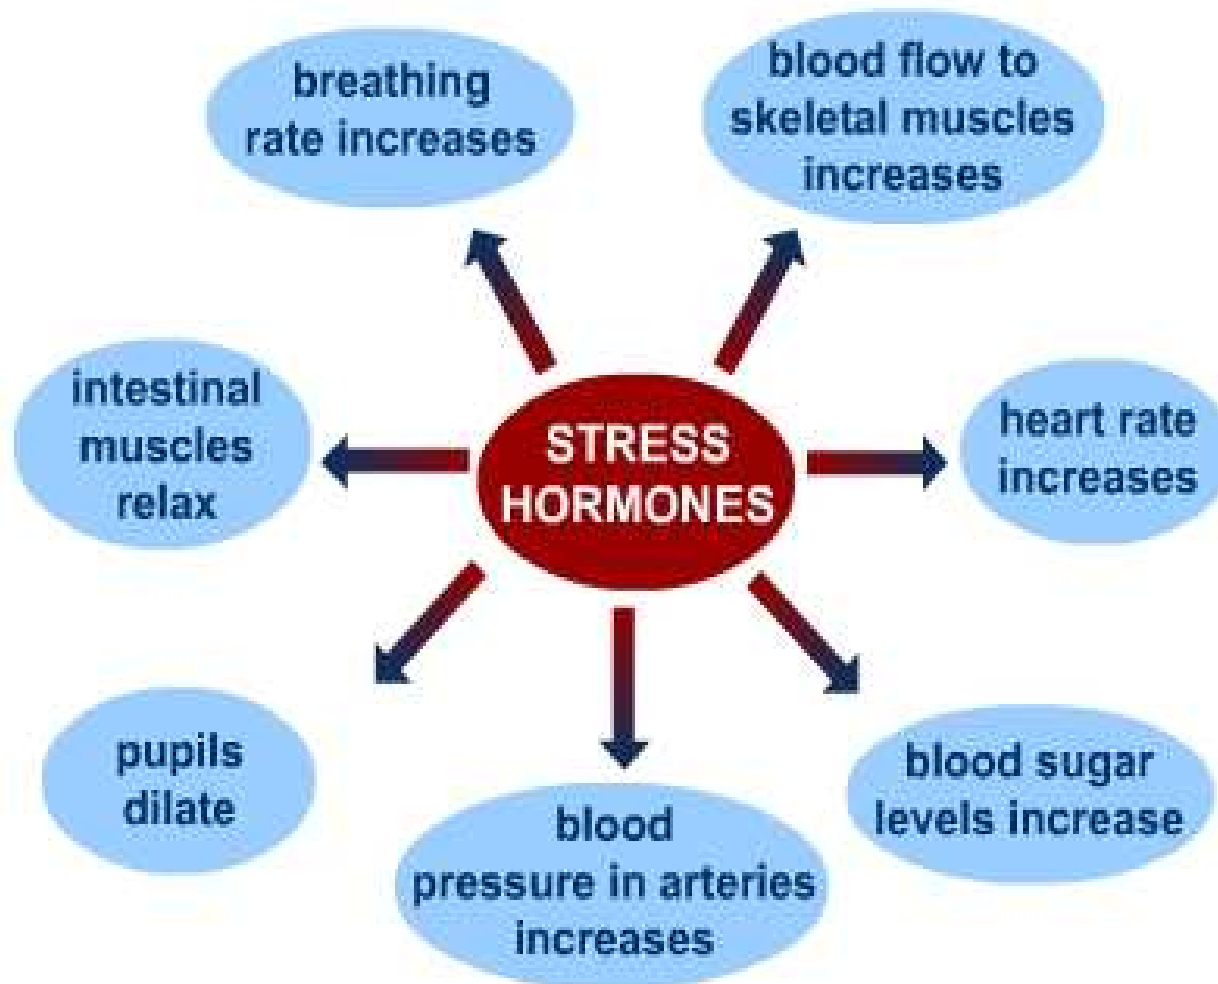 breathing
rate increases
blood flow to
skeletal muscles
increases
intestinal
muscles
relax
STRESS
HORMONES
heart rate
increases
pupils
dilate
blood
pressure in arteries
increases
blood sugar
levels increase